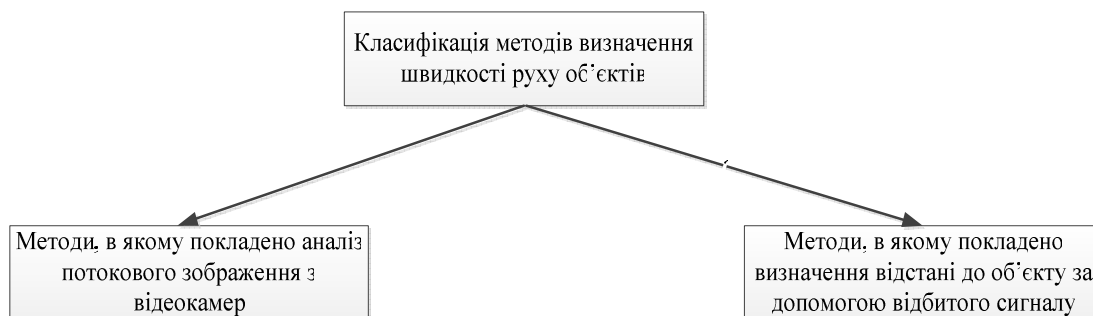 Класифікація методів визначення
швидкості руху об’єктів
Методи, в якому покладено аналіз
потокового зображення з
відеокамер
Методи, в якому покладено
визначення відстані до об’єкту за
допомогою відбитого сигналу